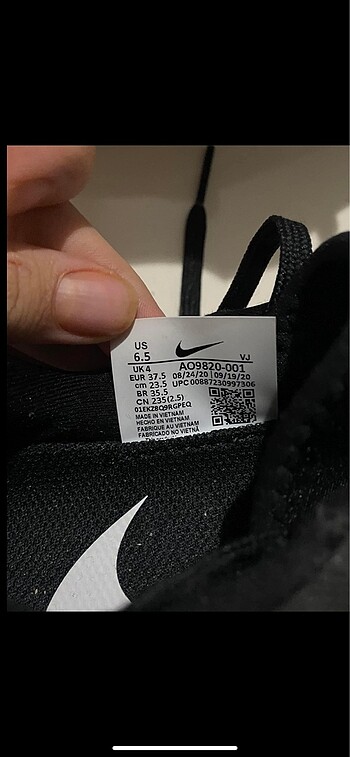 US
6.5 VJ
UK 4 AO9820-001
EUR 37.5 08/24/20 | 09/19/20
cm 23.5 UPC 00887230997306
BR 35.5
CN 235(2.5)
01EKZBQ9RGPEQ
MADE IN VIETNAM
HECHO EN VIETNAM
FABRIQUE AU VIETNAM
FABRICADO NO VIETNÃ